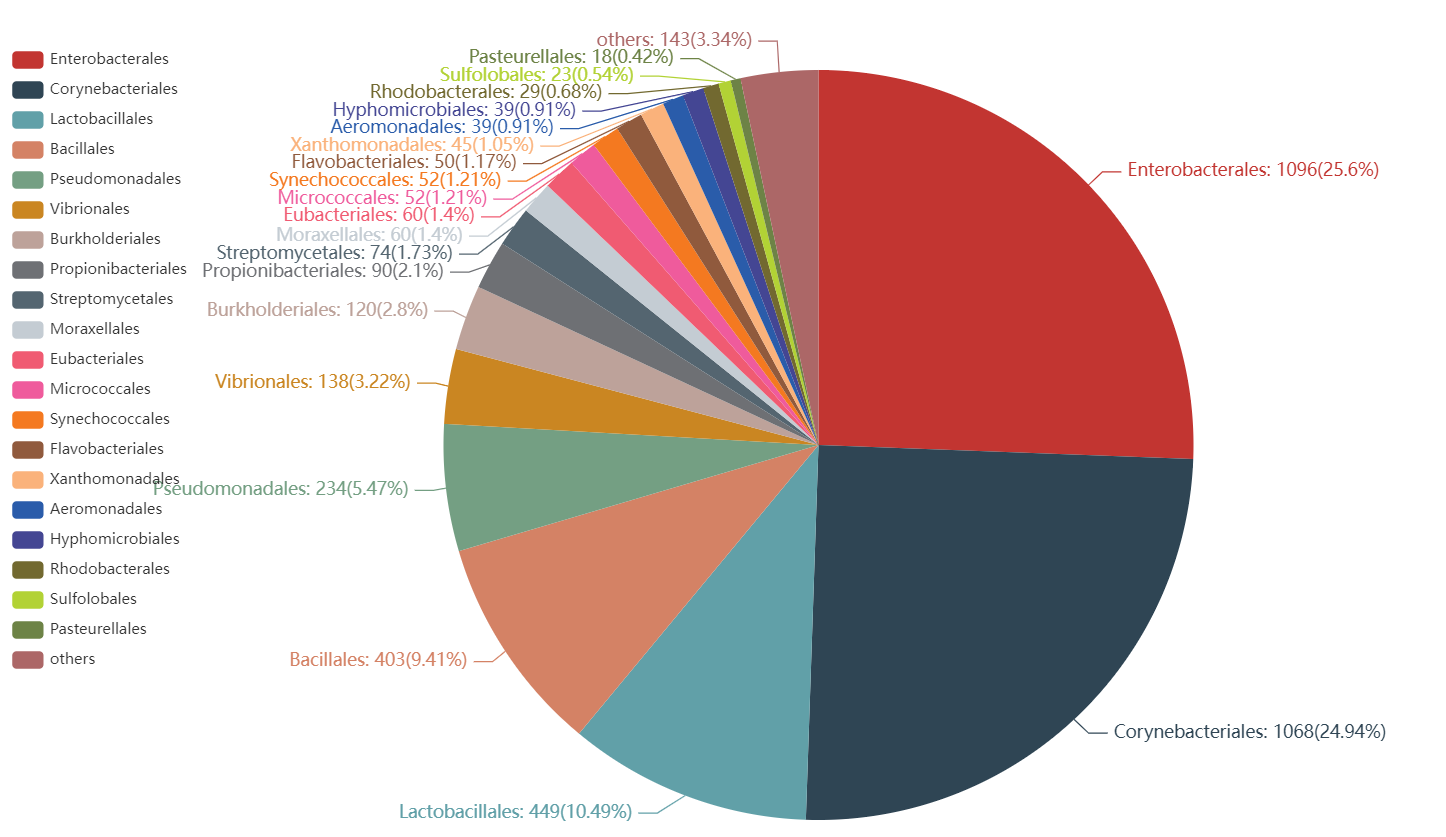 Enterobacterales
Corynebacteriales
Lactobacillales
Bacillales
Pseudomonadales
Vibrionales
Burkholderiales
Propionibacteriales
Streptomycetales
Moraxellales
Eubacteriales
Micrococcales
Synechococcales
Flavobacteriales
Xanthomonadales
Aeromonadales
Hyphomicrobiales
Rhodobacterales
Sulfolobales
Pasteurellales
others
others: 143(3.34%)
Pasteurellales: 18(0.42%)
Sulfolobales: 23(0.54%)
Rhodobacterales: 29(0.68%)
Hyphomicrobiales: 39(0.91%)
Aeromonadales: 39(0.91%)
Xanthomonadales: 45(1.05%)
Flavobacteriales: 50(1.17%)
Synechococcales: 52(1.21%)
Micrococcales: 52(1.21%)
Eubacteriales: 60(1.4%)
Moraxellales: 60(1.4%)
Streptomycetales: 74(1.73%)
Propionibacteriales: 90(2.1%)
Burkholderiales: 120(2.8%)
Vibrionales: 138(3.22%)
Pseudomonadales: 234(5.47%)
Bacillales: 403(9.41%)
Lactobacillales: 449(10.49%)
Enterobacterales: 1096(25.6%)
Corynebacteriales: 1068(24.94%)